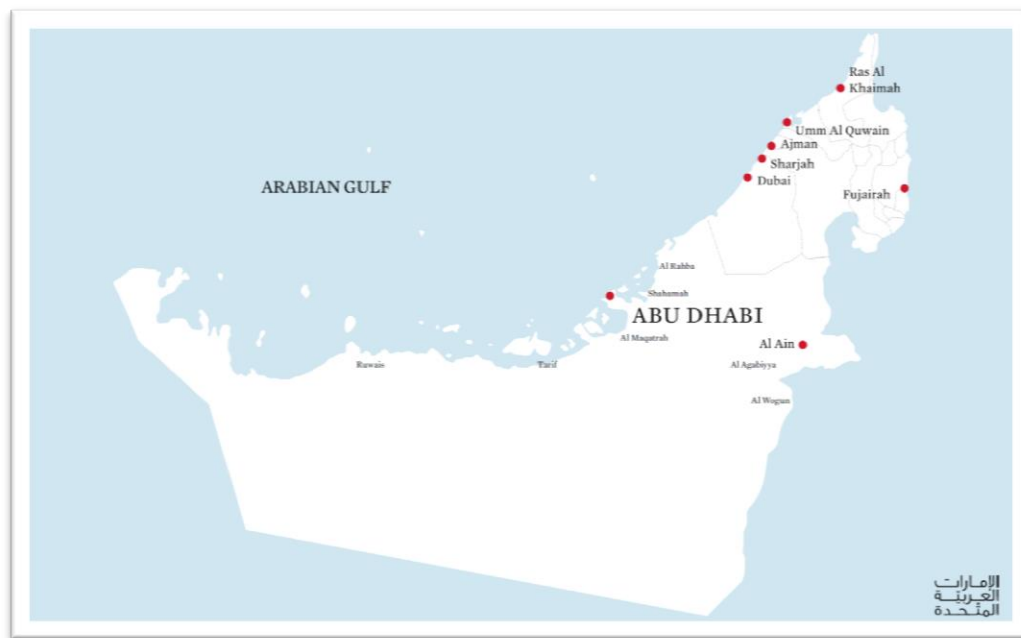 Ras Al
Khaimah
Umm Al Quwain
Ajman
Sharjah
Dubai
Fujairah
ARABIAN GULF
Al Rahba
Shahamah
ABU DHABI
Al Maqatrah
Al Ain
Ruwais
Tarif
Al Agabiyya
Al Wogun
الإمارات
العربية
المتحدة